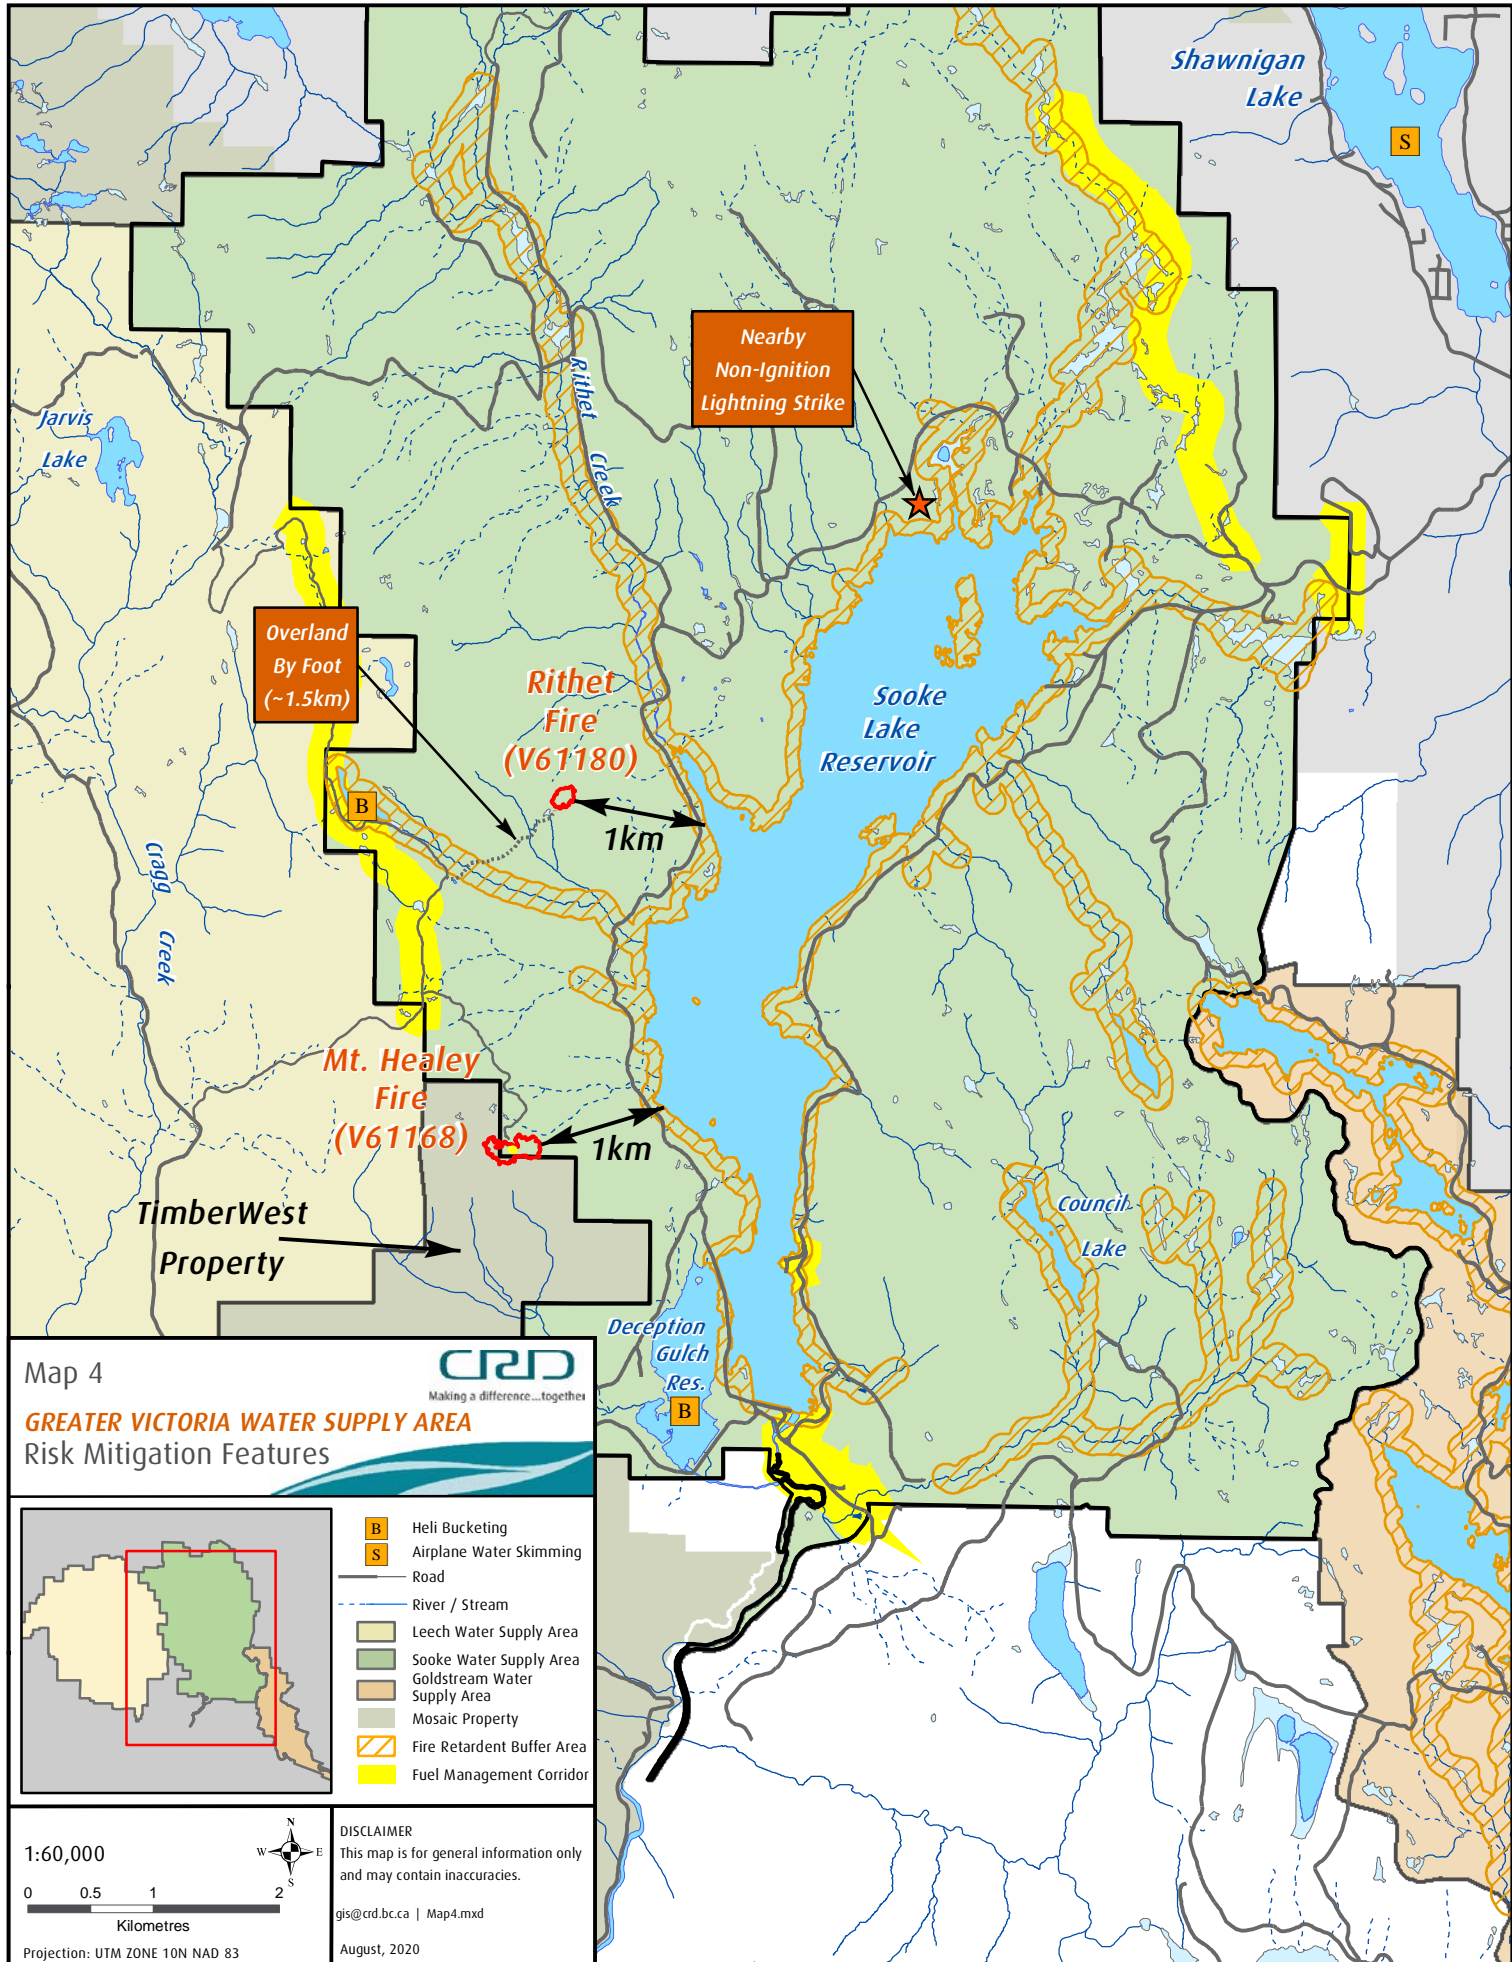 Shawnigan
Lake
S
Nearby
Non-Ignition
Lightning Strike
Rithet
Creek
Jarvis
Lake
Overland
By Foot
(~1.5km)
Rithet
Fire
(V61180)
Sooke
Lake
Reservoir
B
1km
Cragg
Creek
Mt. Healey
Fire
(V61168)
1km
TimberWest
Property
Council
Lake
Deception
Gulch
Res.
B
Map 4
CRD
Making a difference...together
GREATER VICTORIA WATER SUPPLY AREA
Risk Mitigation Features
B Heli Bucketing
S Airplane Water Skimming
Road
River / Stream
Leech Water Supply Area
Sooke Water Supply Area
Goldstream Water
Supply Area
Mosaic Property
Fire Retardent Buffer Area
Fuel Management Corridor
1:60,000
N
W E
S
0 0.5 1 2
Kilometres
Projection: UTM ZONE 10N NAD 83
DISCLAIMER
This map is for general information only
and may contain inaccuracies.
gis@crd.bc.ca | Map4.mxd
August, 2020